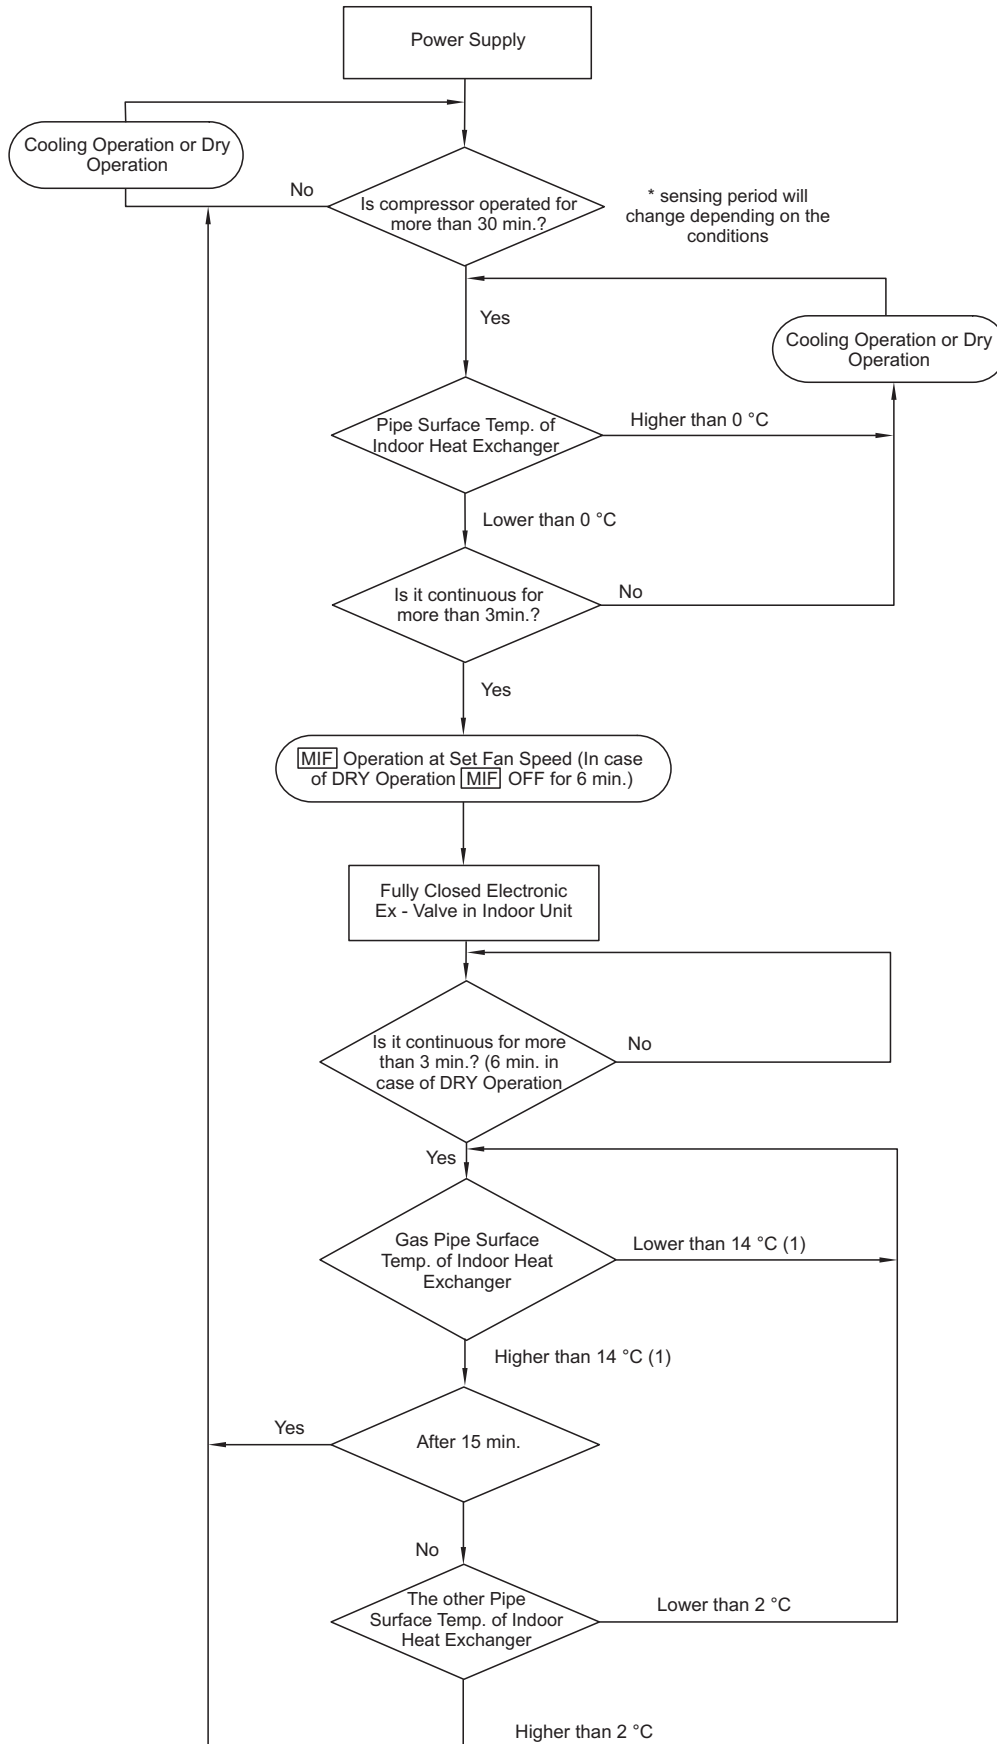 Power Supply
Cooling Operation or Dry
Operation
No
Is compressor operated for
more than 30 min.?
* sensing period will
change depending on the
conditions
Yes
Cooling Operation or Dry
Operation
Pipe Surface Temp. of
Indoor Heat Exchanger
Higher than 0 °C
Lower than 0 °C
Is it continuous for
more than 3min.?
No
Yes
MIF Operation at Set Fan Speed (In case
of DRY Operation MIF OFF for 6 min.)
Fully Closed Electronic
Ex - Valve in Indoor Unit
Is it continuous for more
than 3 min.? (6 min. in
case of DRY Operation
No
Yes
Gas Pipe Surface
Temp. of Indoor Heat
Exchanger
Lower than 14 °C (1)
Higher than 14 °C (1)
Yes
After 15 min.
No
The other Pipe
Surface Temp. of Indoor
Heat Exchanger
Lower than 2 °C
Higher than 2 °C